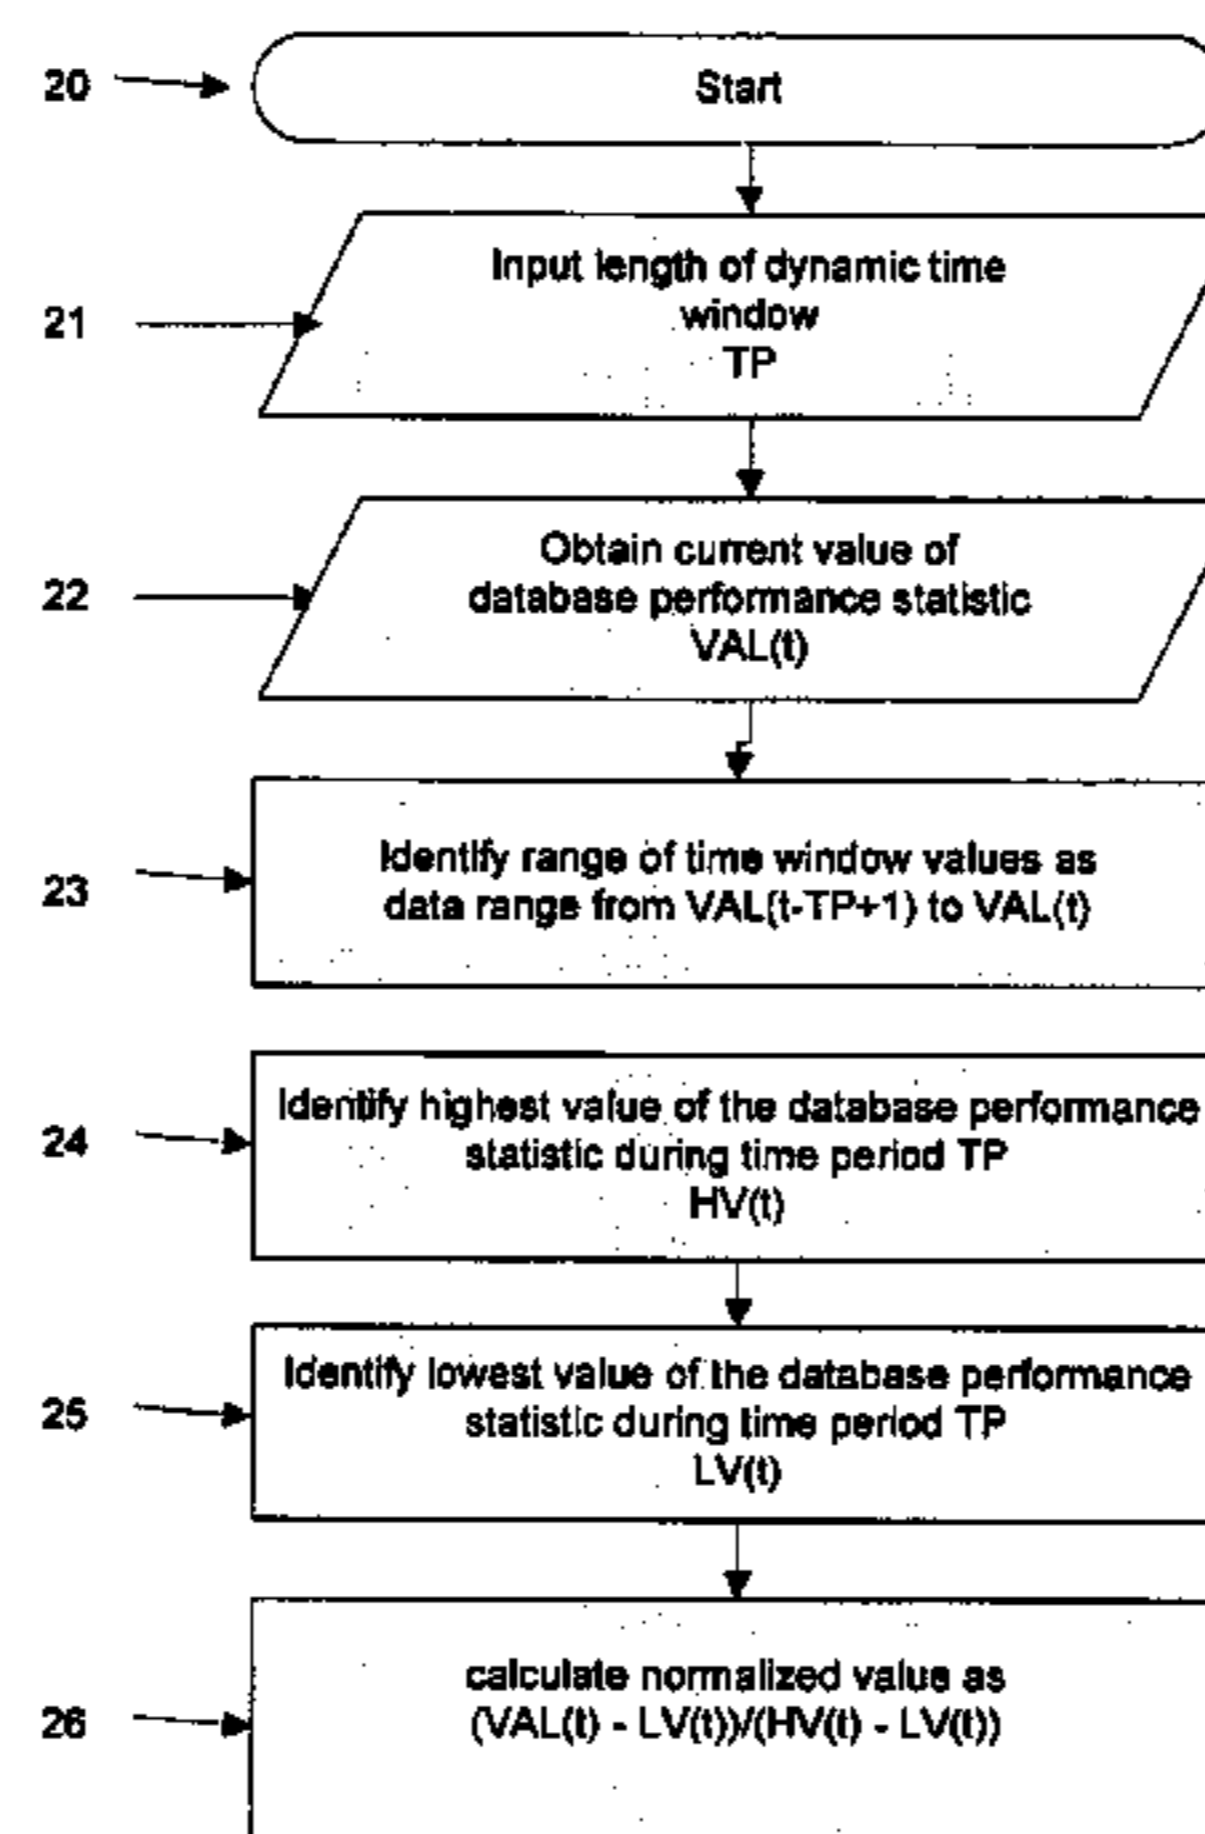 20
Start
21
Input length of dynamic time
window
TP
22
Obtain current value of
database performance statistic
VAL(t)
23
Identify range of time window values as
data range from VAL(t-TP+1) to VAL(t)
24
Identify highest value of the database performance
statistic during time period TP
HV(t)
25
Identify lowest value of the database performance
statistic during time period TP
LV(t)
26
calculate normalized value as
(VAL(t) - LV(t))/(HV(t) - LV(t))